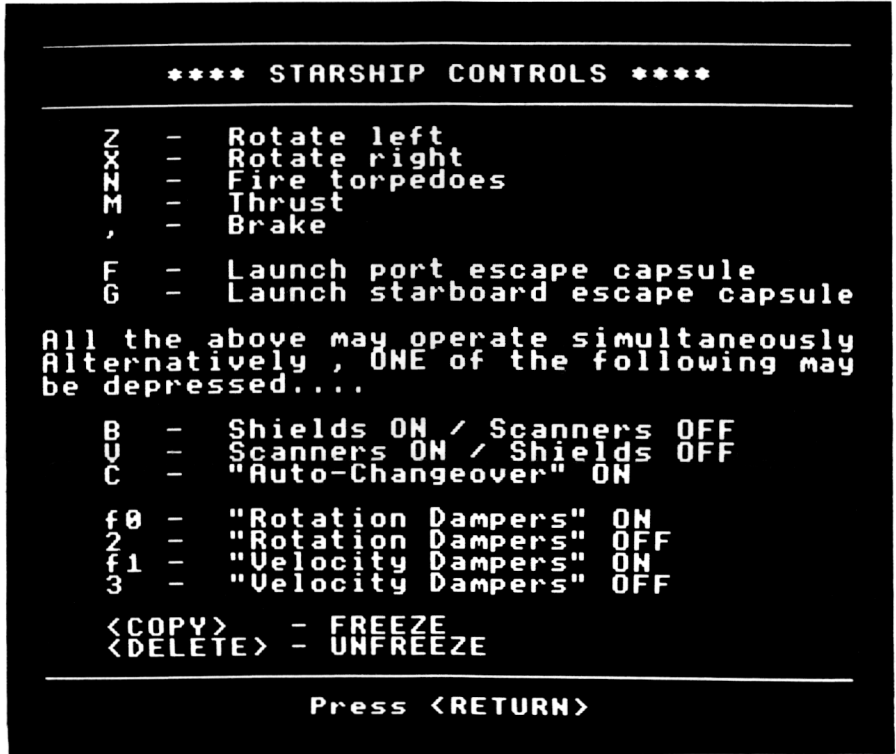 **** STARSHIP CONTROLS ****
Z - Rotate left
X - Rotate right
N - Fire torpedoes
M - Thrust
, - Brake
F - Launch port escape capsule
G - Launch starboard escape capsule
All the above may operate simultaneously
Alternatively , ONE of the following may
be depressed....
B - Shields ON / Scanners OFF
V - Scanners ON / Shields OFF
C - "Auto-Changeover" ON
f0 - "Rotation Dampers" ON
2 - "Rotation Dampers" OFF
f1 - "Velocity Dampers" ON
3 - "Velocity Dampers" OFF
<COPY> - FREEZE
<DELETE> - UNFREEZE
Press <RETURN>